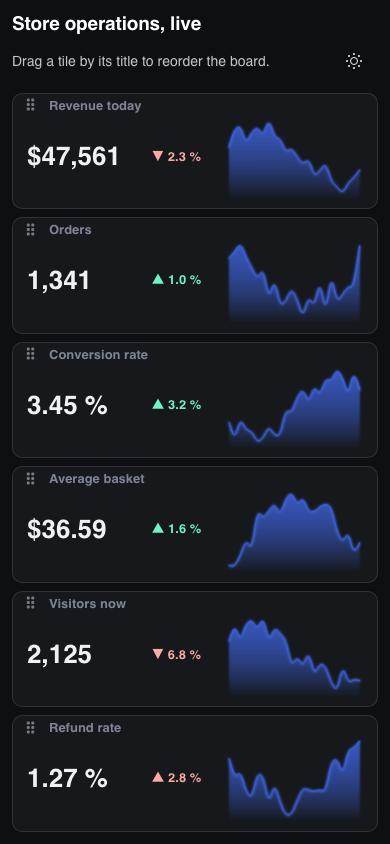 Store operations, live
Drag a tile by its title to reorder the board.
Revenue today
$47,561 ▼ 2.3 %
Orders
1,341 ▲ 1.0 %
Conversion rate
3.45 % ▲ 3.2 %
Average basket
$36.59 ▲ 1.6 %
Visitors now
2,125 ▼ 6.8 %
Refund rate
1.27 % ▲ 2.8 %